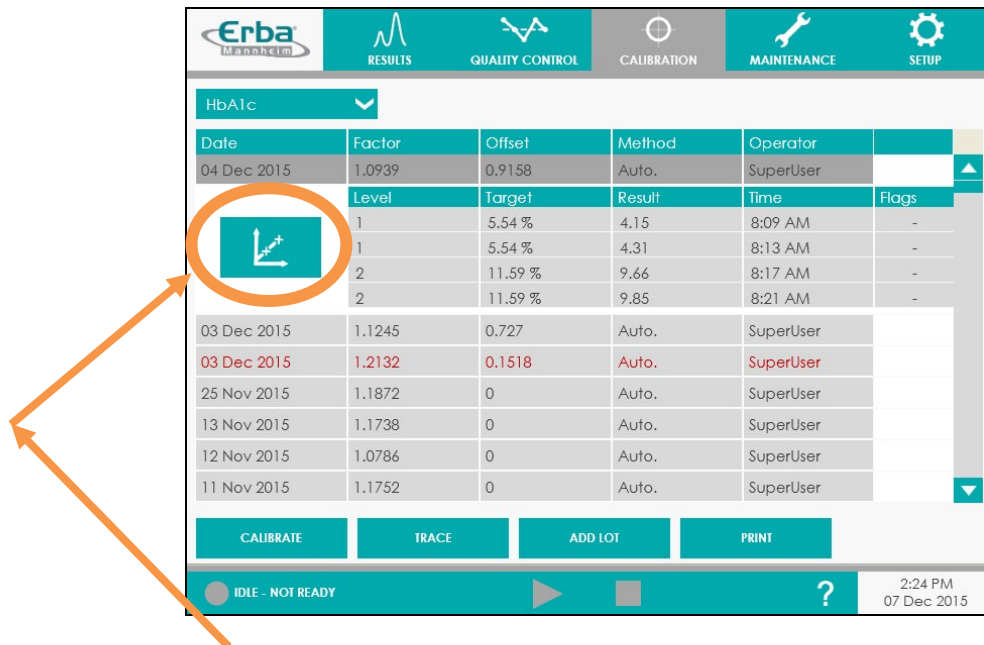 Erba
Mannheim
RESULTS QUALITY CONTROL CALIBRATION MAINTENANCE SETUP
HbA1c
Date Factor Offset Method Operator
04 Dec 2015 1.0939 0.9158 Auto. SuperUser
Level Target Result Time Flags
1 5.54 % 4.15 8:09 AM -
1 5.54 % 4.31 8:13 AM -
2 11.59 % 9.66 8:17 AM -
2 11.59 % 9.85 8:21 AM -
03 Dec 2015 1.1245 0.727 Auto. SuperUser
03 Dec 2015 1.2132 0.1518 Auto. SuperUser
25 Nov 2015 1.1872 0 Auto. SuperUser
13 Nov 2015 1.1738 0 Auto. SuperUser
12 Nov 2015 1.0786 0 Auto. SuperUser
11 Nov 2015 1.1752 0 Auto. SuperUser
CALIBRATE TRACE ADD LOT PRINT
IDLE - NOT READY ? 2:24 PM
07 Dec 2015